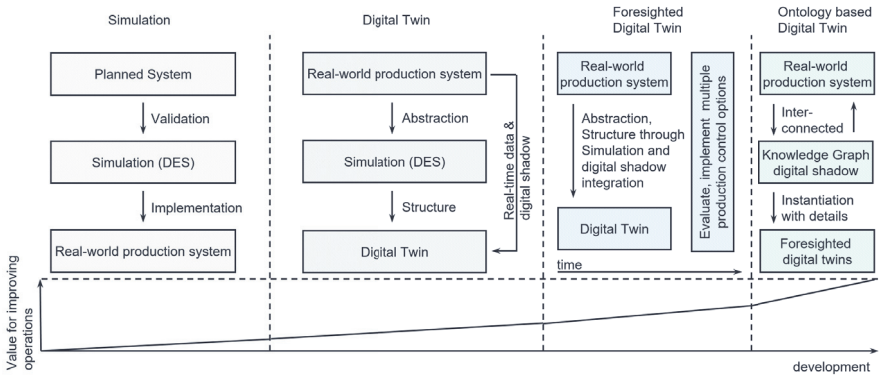 Simulation
Planned System
Validation
Simulation (DES)
Implementation
Real-world production system
Digital Twin
Real-world production system
Abstraction
Simulation (DES)
Structure
Digital Twin
Real-time data &
digital shadow
Foresighted
Digital Twin
Real-world
production system
Abstraction,
Structure through
Simulation and
digital shadow
integration
Digital Twin
time
Evaluate, implement multiple
production control options
Ontology based
Digital Twin
Real-world
production system
Inter-
connected
Knowledge Graph
digital shadow
Instantiation
with details
Foresighted
digital twins
Value for improving
operations
development